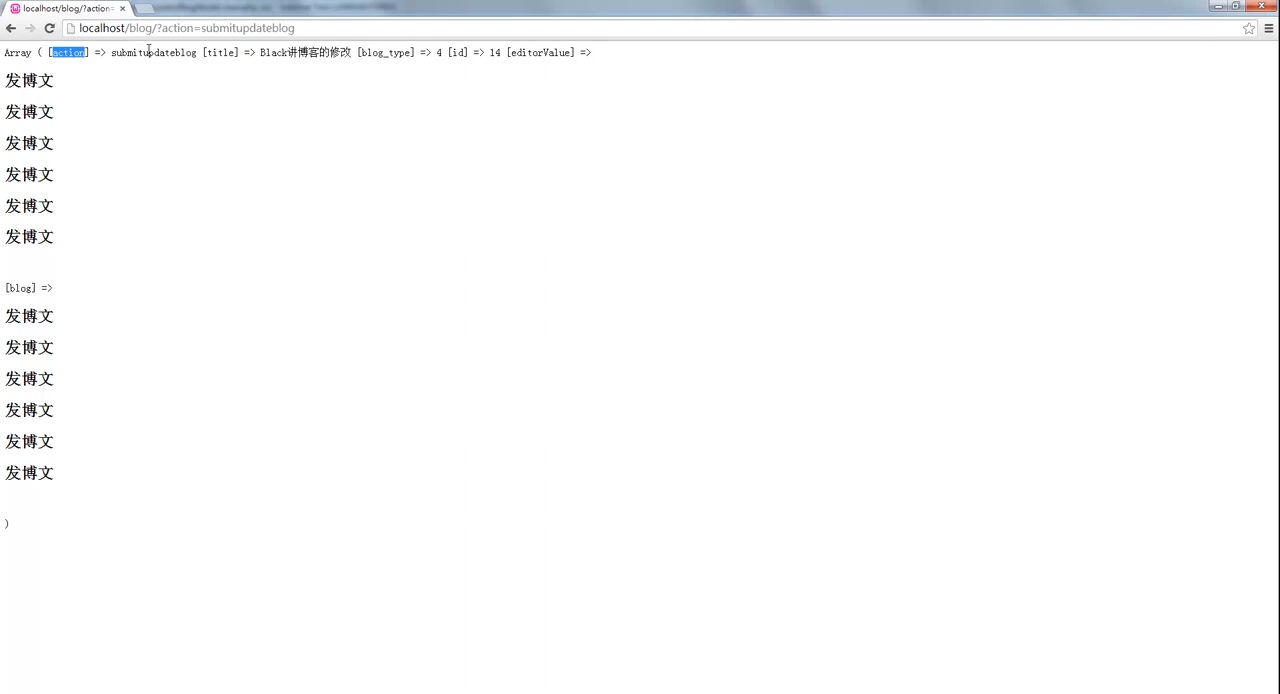 localhost/blog/?action=
localhost/blog/?action=submitupdateblog
Array ( [action] => submitupdateblog [title] => Black讲博客的修改 [blog_type] => 4 [id] => 14 [editorValue] =>
发博文
发博文
发博文
发博文
发博文
发博文
[blog] =>
发博文
发博文
发博文
发博文
发博文
发博文
)